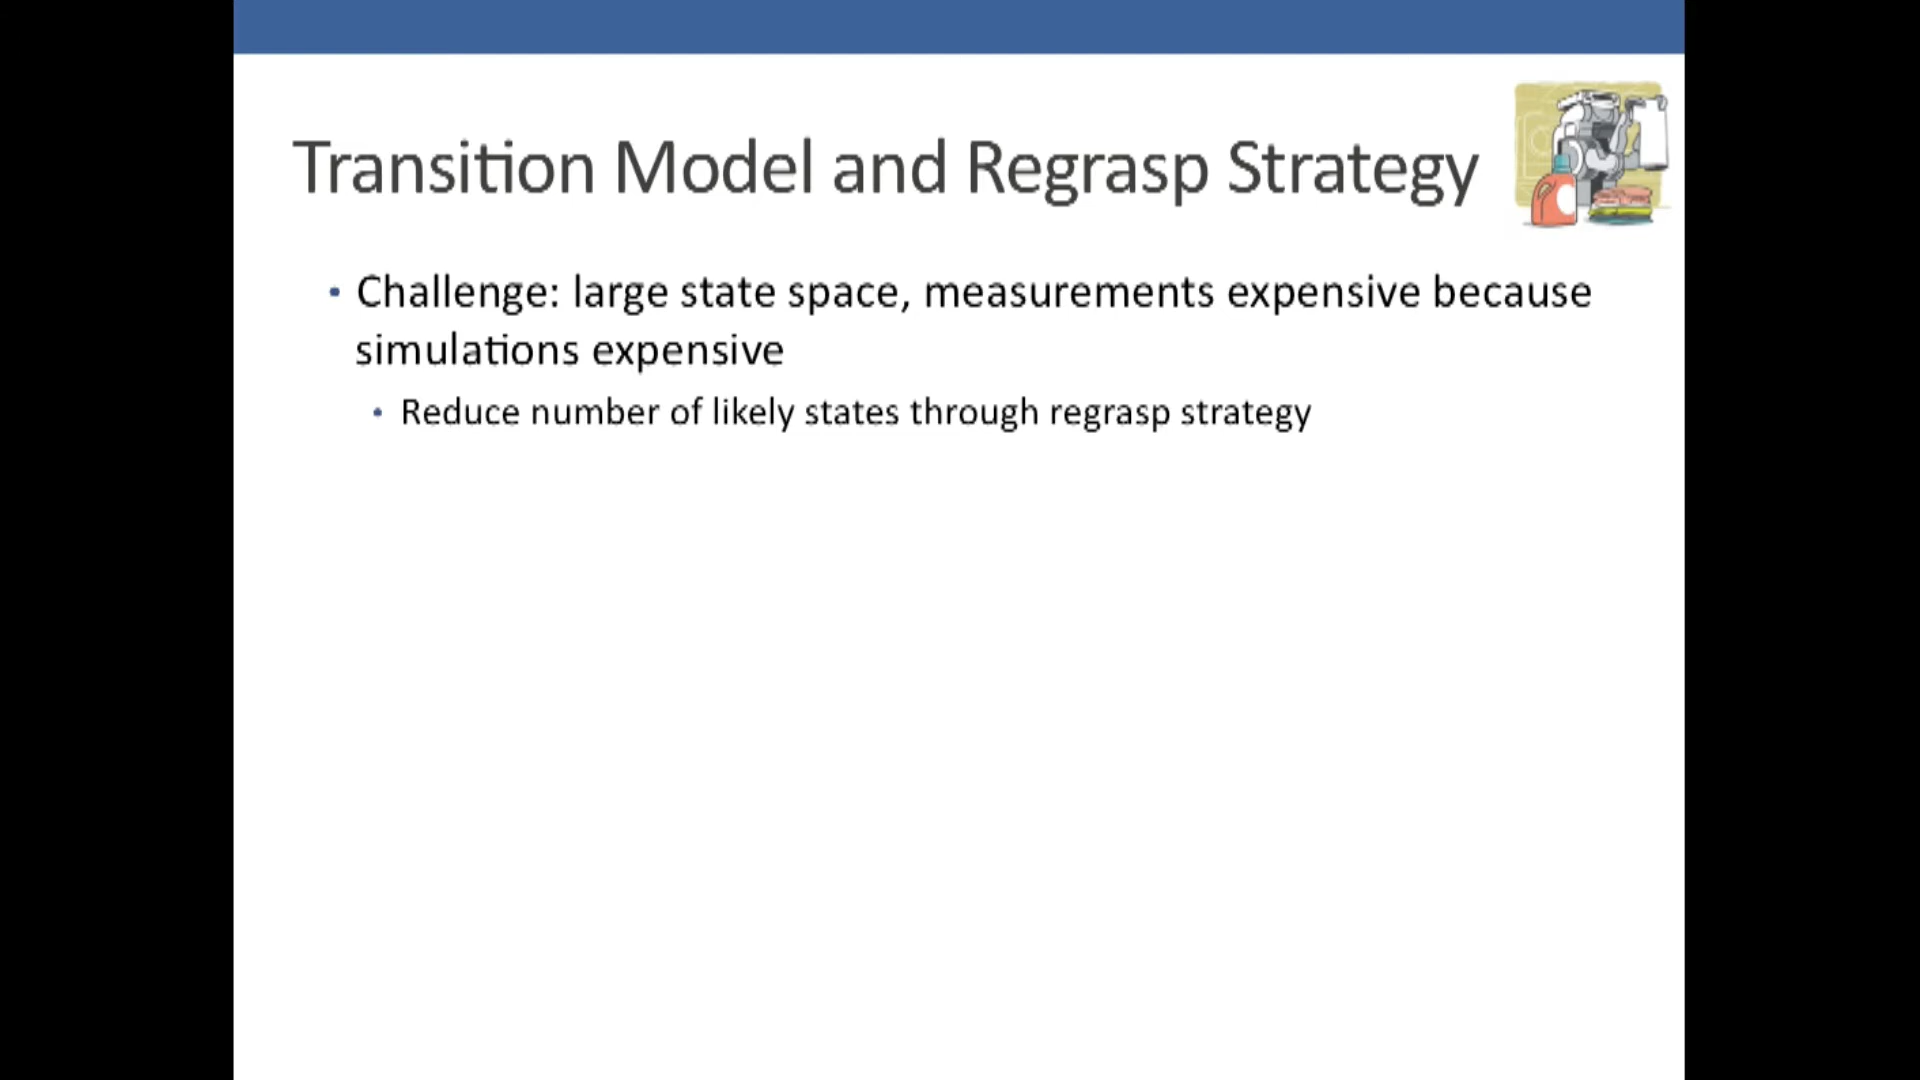 Transition Model and Regrasp Strategy
• Challenge: large state space, measurements expensive because
simulations expensive
• Reduce number of likely states through regrasp strategy